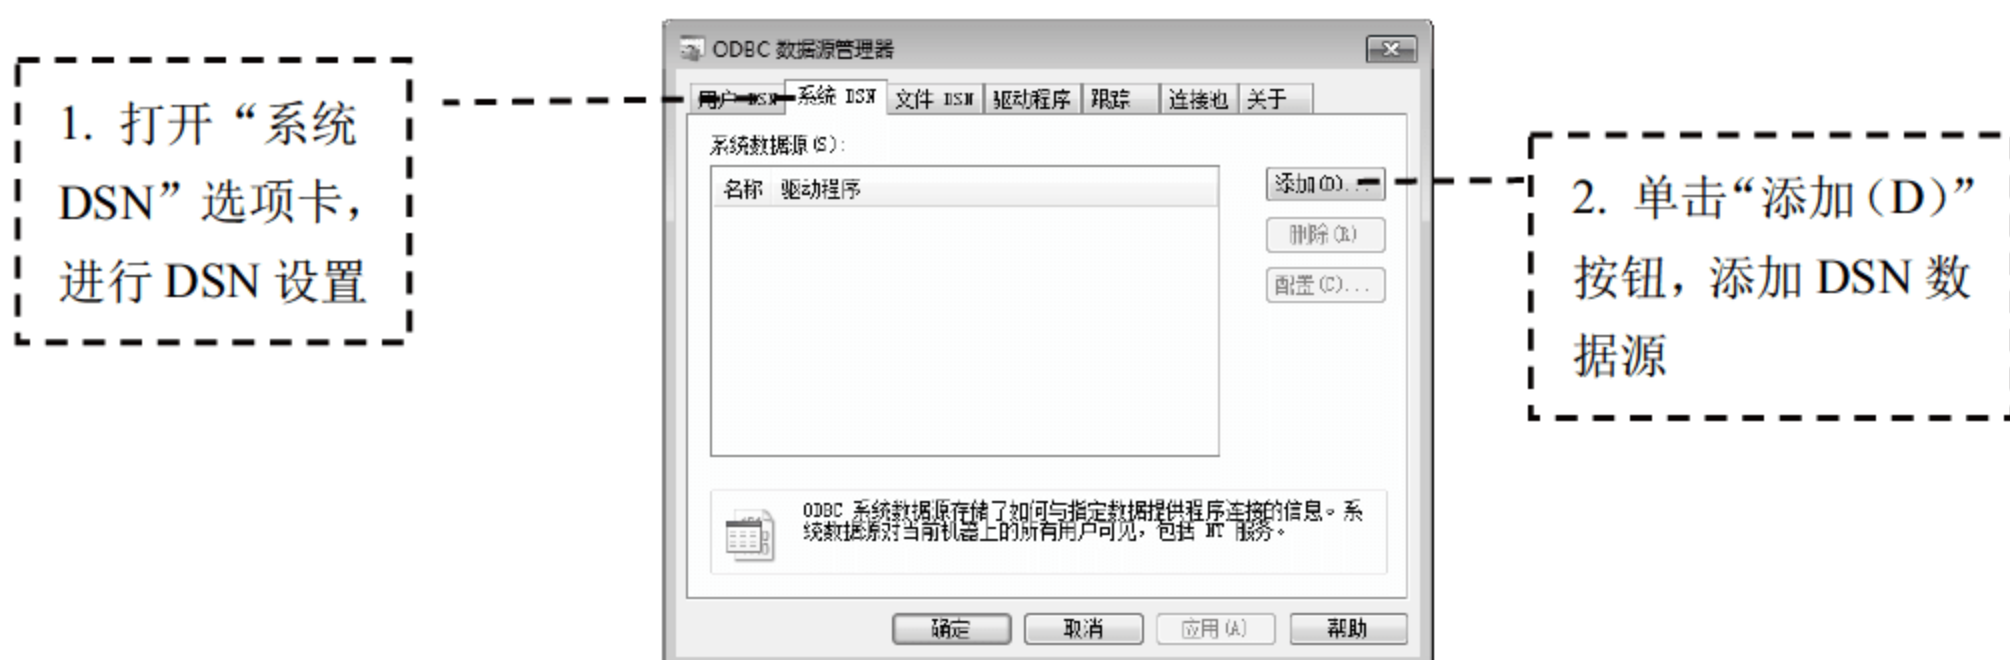 1. 打开“系统
DSN”选项卡，
进行 DSN 设置
ODBC 数据源管理器
用户 DSN 系统 DSN 文件 DSN 驱动程序 跟踪 连接池 关于
系统数据源(S):
名称 驱动程序
添加(D)...
删除(R)
配置(C)...
ODBC 系统数据源存储了如何与指定数据提供程序连接的信息。系
统数据源对当前机器上的所有用户可见，包括 NT 服务。
确定 取消 应用(A) 帮助
2. 单击“添加（D）”
按钮，添加 DSN 数
据源